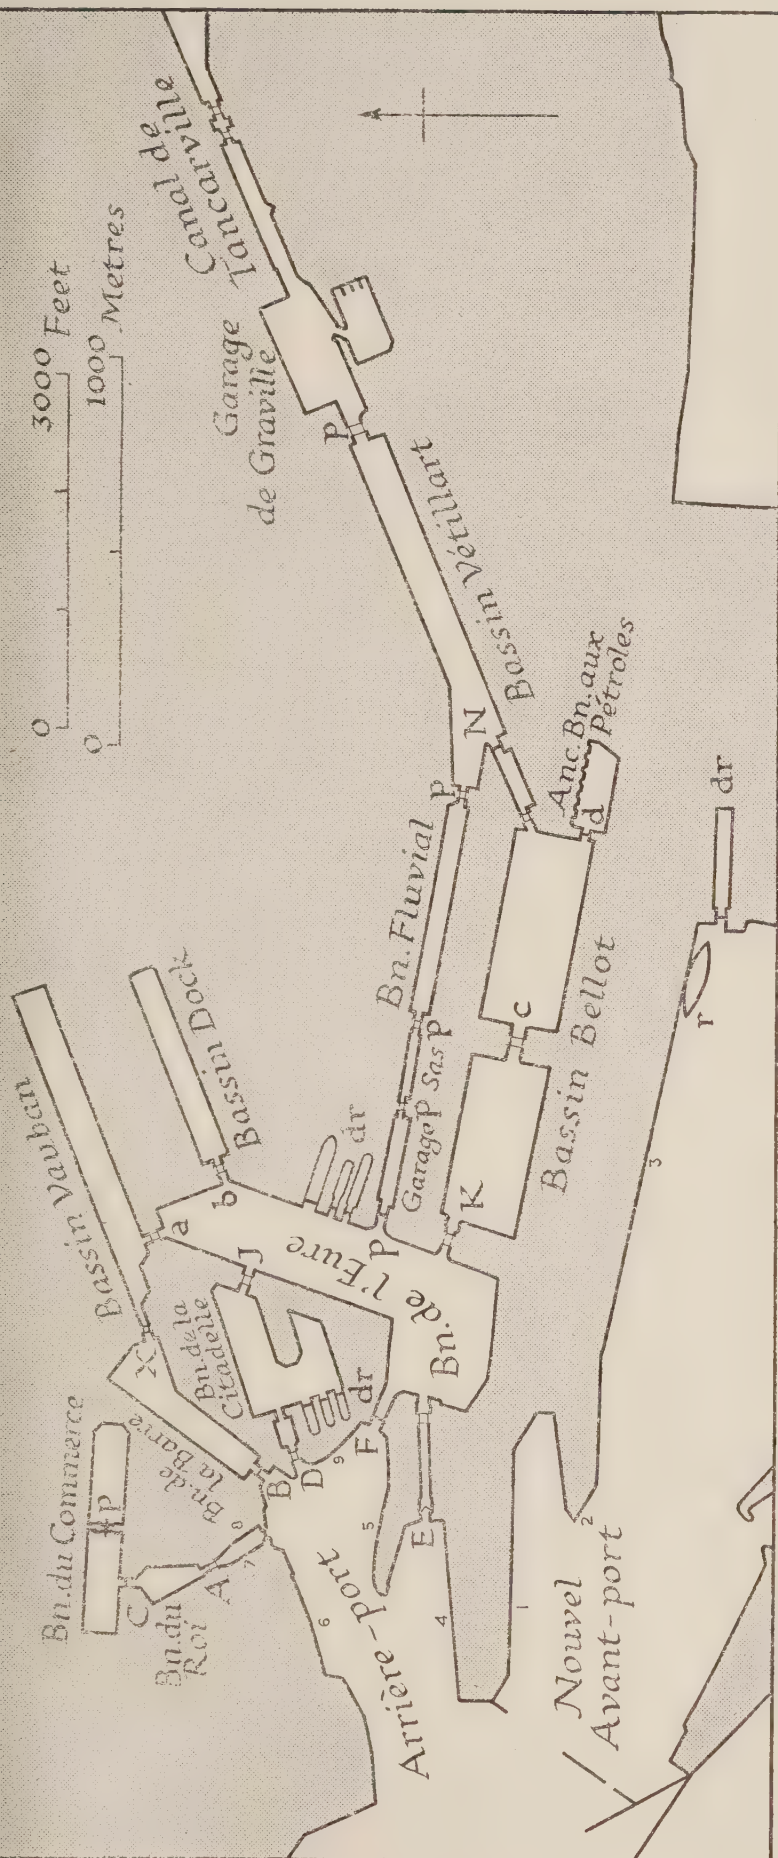 0
3000 Feet
0
1000 Metres
Canal de
Tancarville
Garage
de Graville
P
Bassin Vétillart
N
P
Bn. Fluvial
P
Sas
P
Garage
P
Anc. Bn. aux
Pétroles
d
c
Bassin Bellot
K
Bassin Vauban
Bassin Dock
a
b
dr
J
Bn. de
l'Eure
Bn. de la
Citadelle
dr
X
Bn. de
la Barre
Bn. du Commerce
P
C
Bn. du
Roi
A
7
8
B
D
9
F
5
E
4
6
Arrière-port
1
2
Nouvel
Avant-port
3
r
dr